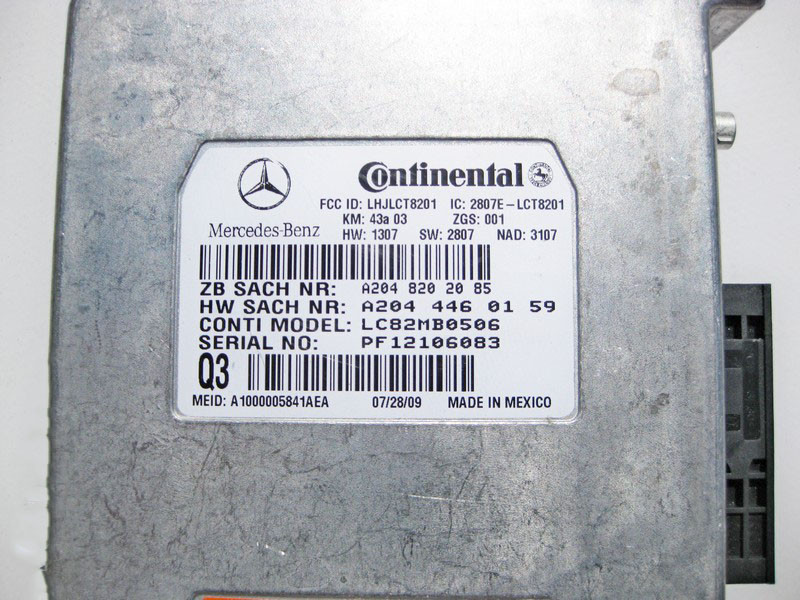 Continental
Mercedes-Benz
FCC ID: LHJLCT8201 IC: 2807E-LCT8201
KM: 43a 03 ZGS: 001
HW: 1307 SW: 2807 NAD: 3107
ZB SACH NR: A204 820 20 85
HW SACH NR: A204 446 01 59
CONTI MODEL: LC82MB0506
SERIAL NO: PF12106083
Q3
MEID: A1000005841AEA 07/28/09 MADE IN MEXICO